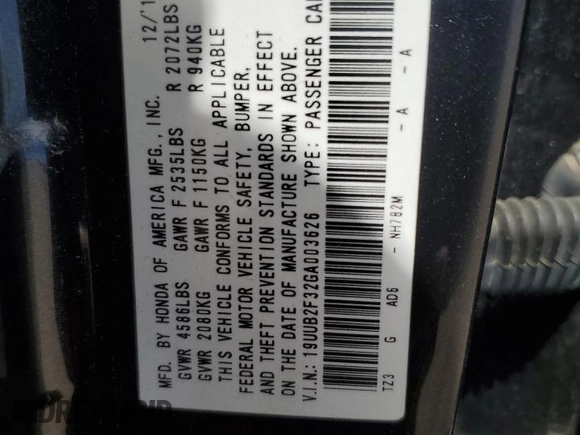 MFD. BY HONDA OF AMERICA MFG., INC. 12/1
GVWR 4586LBS GAWR F 2535LBS R 2072LBS
GVWR 2080KG GAWR F 1150KG R 940KG
THIS VEHICLE CONFORMS TO ALL APPLICABLE
FEDERAL MOTOR VEHICLE SAFETY, BUMPER,
AND THEFT PREVENTION STANDARDS IN EFFECT
ON THE DATE OF MANUFACTURE SHOWN ABOVE.
V.I.N.: 19UUB2F32GA003626 TYPE: PASSENGER CAR
TZ3 G AD6 - NH782M - A - A